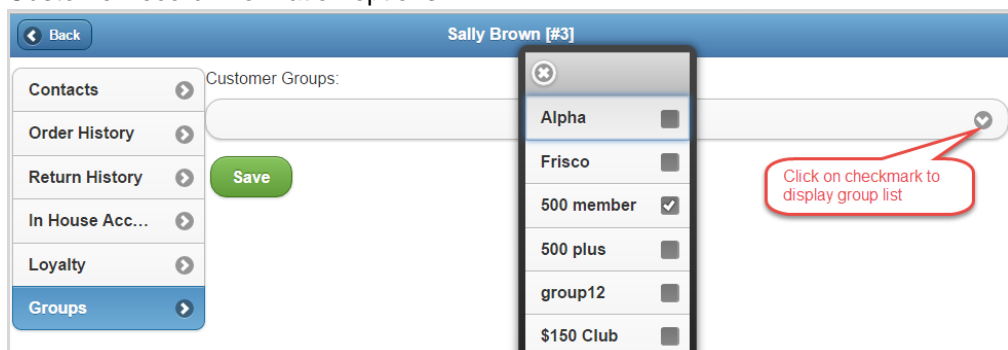 Back
Sally Brown [#3]
Contacts
Order History
Return History
In House Acc...
Loyalty
Groups
Customer Groups:
Save
Alpha
Frisco
500 member
500 plus
group12
$150 Club
Click on checkmark to
display group list